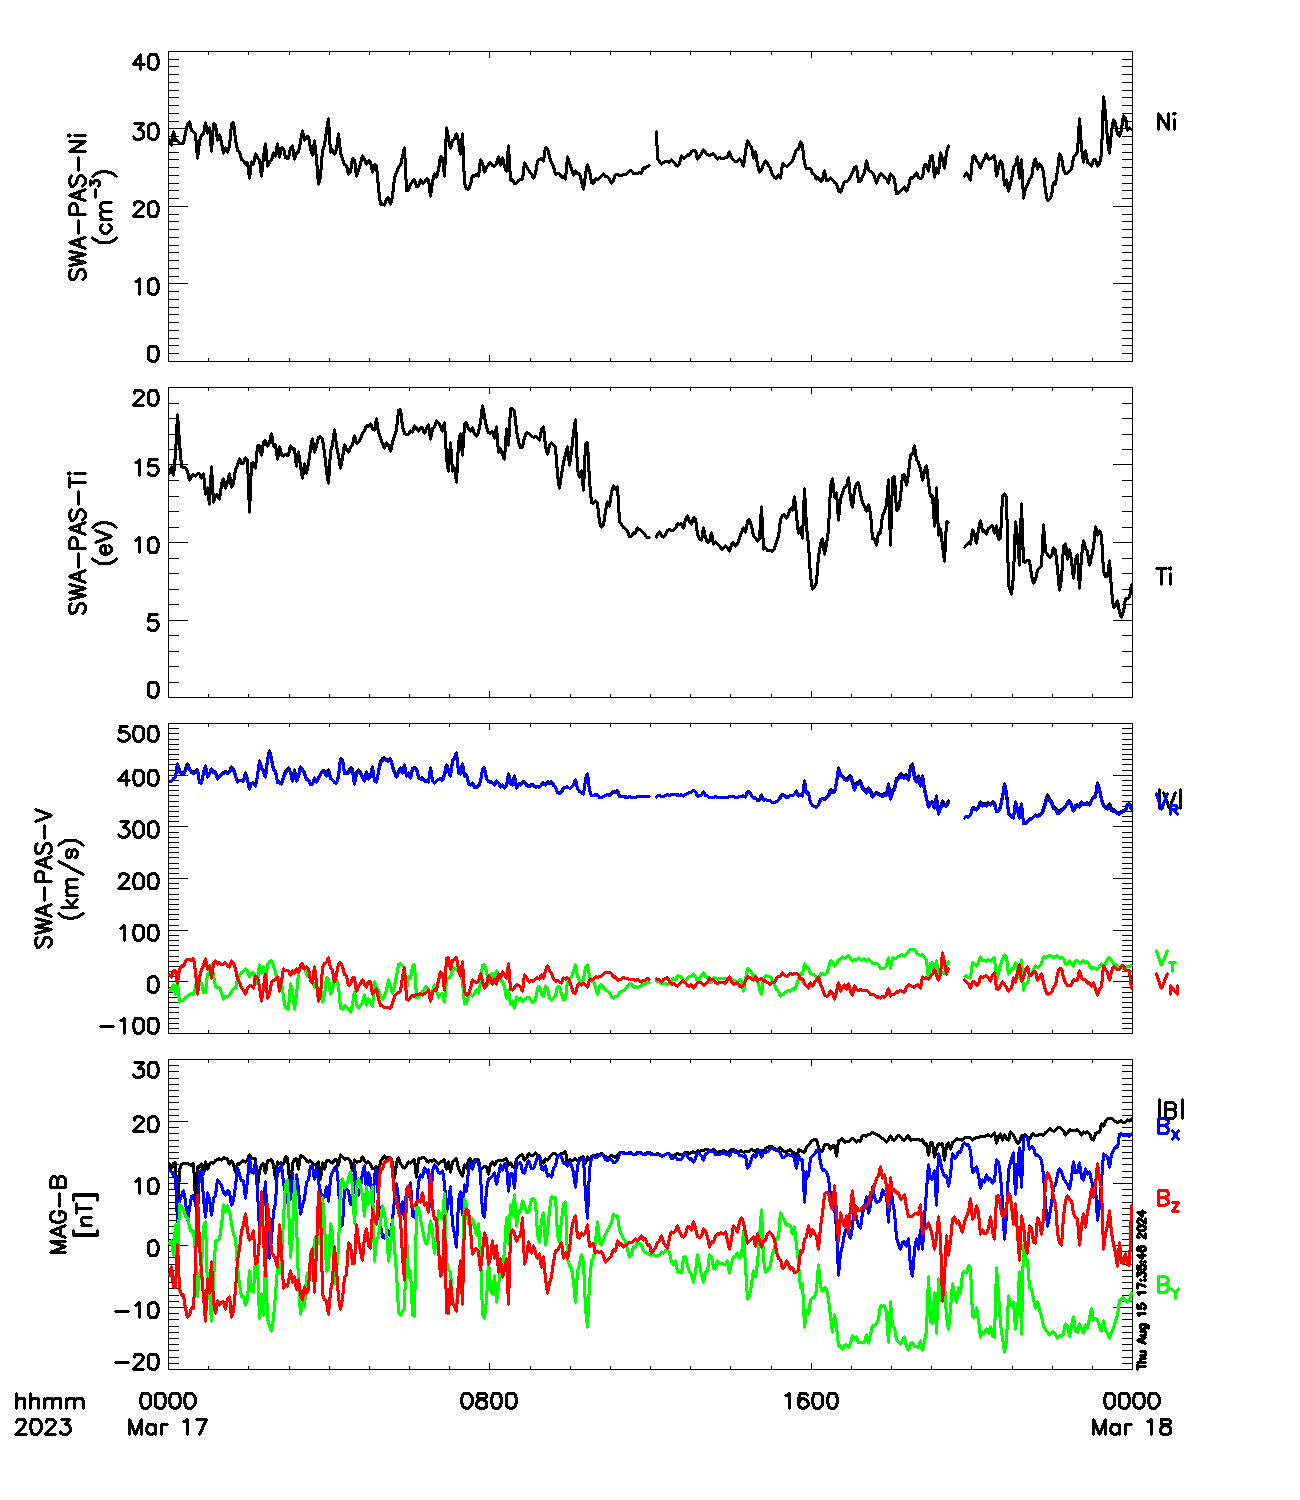 40
30
20
10
0
SWA-PAS-Ni
(cm⁻³)
Ni
20
15
10
5
0
SWA-PAS-Ti
(eV)
Ti
500
400
300
200
100
0
-100
SWA-PAS-V
(km/s)
|V|
V_R
V_T
V_N
30
20
10
0
-10
-20
MAG-B
[nT]
|B|
B_X
B_Z
B_Y
Thu Aug 15 17:35:46 2024
hhmm 0000 0800 1600 0000
2023 Mar 17 Mar 18